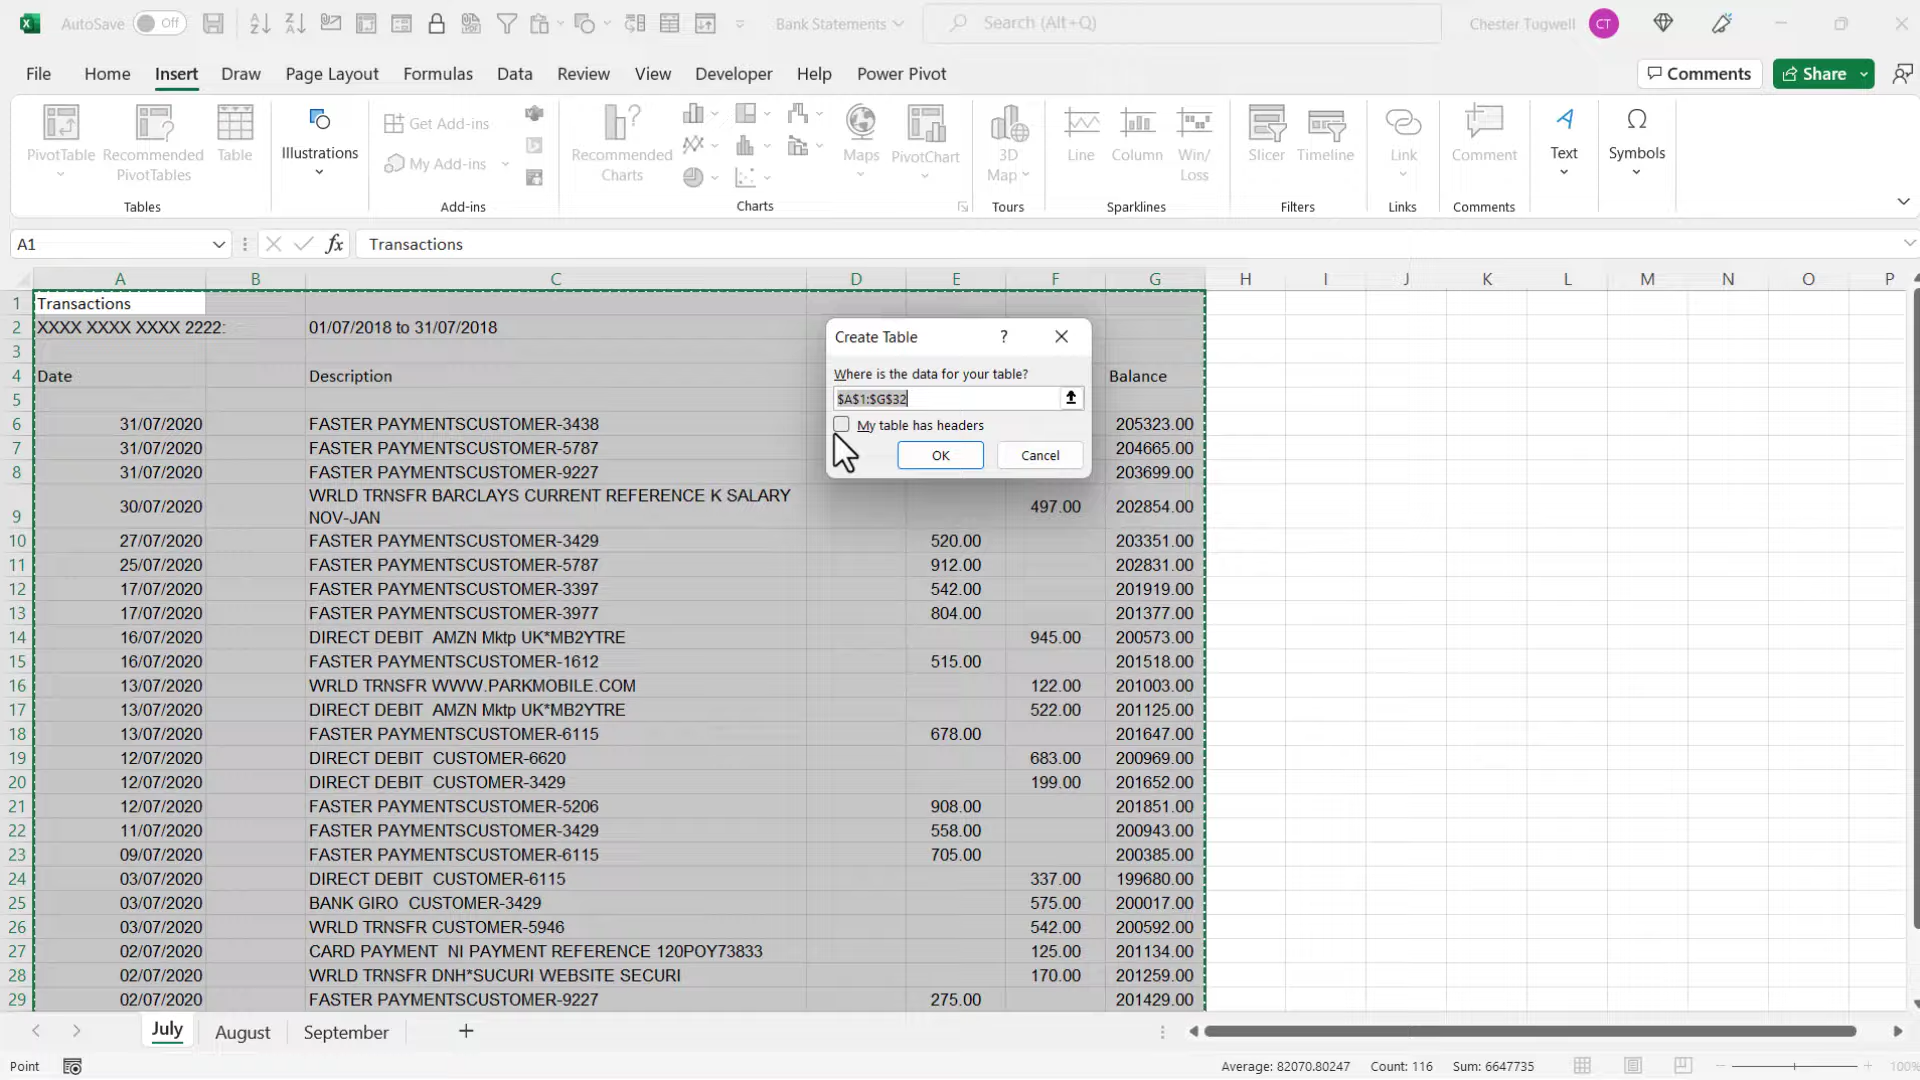 AutoSave Off Bank Statements Search (Alt+Q) Chester Tugwell CT
File Home Insert Draw Page Layout Formulas Data Review View Developer Help Power Pivot Comments Share
PivotTable
Recommended
PivotTables
Table
Tables
Illustrations
Get Add-ins
My Add-ins
Add-ins
Recommended
Charts
Maps
PivotChart
Charts
3D
Map
Tours
Line
Column
Win/
Loss
Sparklines
Slicer
Timeline
Filters
Link
Links
Comment
Comments
Text
Symbols
A1 fx Transactions
A B C D E F G H I J K L M N O P
1 Transactions
2 XXXX XXXX XXXX 2222: 01/07/2018 to 31/07/2018
3
4 Date Description Balance
5
6 31/07/2020 FASTER PAYMENTSCUSTOMER-3438 205323.00
7 31/07/2020 FASTER PAYMENTSCUSTOMER-5787 204665.00
8 31/07/2020 FASTER PAYMENTSCUSTOMER-9227 203699.00
WRLD TRNSFR BARCLAYS CURRENT REFERENCE K SALARY
9 30/07/2020 NOV-JAN 497.00 202854.00
10 27/07/2020 FASTER PAYMENTSCUSTOMER-3429 520.00 203351.00
11 25/07/2020 FASTER PAYMENTSCUSTOMER-5787 912.00 202831.00
12 17/07/2020 FASTER PAYMENTSCUSTOMER-3397 542.00 201919.00
13 17/07/2020 FASTER PAYMENTSCUSTOMER-3977 804.00 201377.00
14 16/07/2020 DIRECT DEBIT  AMZN Mktp UK*MB2YTRE 945.00 200573.00
15 16/07/2020 FASTER PAYMENTSCUSTOMER-1612 515.00 201518.00
16 13/07/2020 WRLD TRNSFR WWW.PARKMOBILE.COM 122.00 201003.00
17 13/07/2020 DIRECT DEBIT  AMZN Mktp UK*MB2YTRE 522.00 201125.00
18 13/07/2020 FASTER PAYMENTSCUSTOMER-6115 678.00 201647.00
19 12/07/2020 DIRECT DEBIT  CUSTOMER-6620 683.00 200969.00
20 12/07/2020 DIRECT DEBIT  CUSTOMER-3429 199.00 201652.00
21 12/07/2020 FASTER PAYMENTSCUSTOMER-5206 908.00 201851.00
22 11/07/2020 FASTER PAYMENTSCUSTOMER-3429 558.00 200943.00
23 09/07/2020 FASTER PAYMENTSCUSTOMER-6115 705.00 200385.00
24 03/07/2020 DIRECT DEBIT  CUSTOMER-6115 337.00 199680.00
25 03/07/2020 BANK GIRO  CUSTOMER-3429 575.00 200017.00
26 03/07/2020 WRLD TRNSFR CUSTOMER-5946 542.00 200592.00
27 02/07/2020 CARD PAYMENT  NI PAYMENT REFERENCE 120POY73833 125.00 201134.00
28 02/07/2020 WRLD TRNSFR DNH*SUCURI WEBSITE SECURI 170.00 201259.00
29 02/07/2020 FASTER PAYMENTSCUSTOMER-9227 275.00 201429.00
Create Table ?
Where is the data for your table?
$A$1:$G$32
My table has headers
OK Cancel
July August September
Point Average: 82070.80247 Count: 116 Sum: 6647735 100%